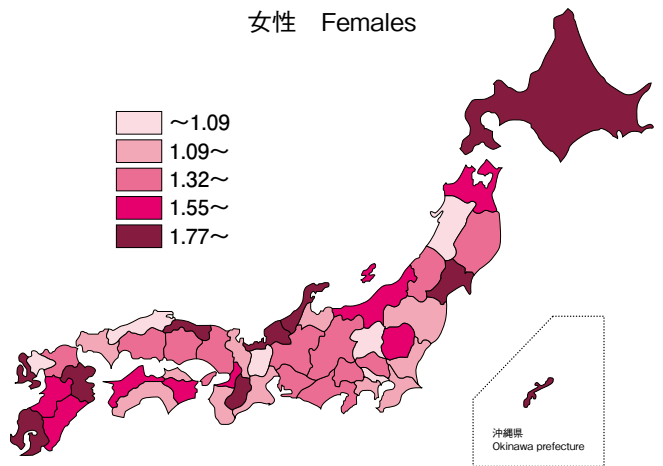 女性 Females
～1.09
1.09～
1.32～
1.55～
1.77～
沖縄県
Okinawa prefecture